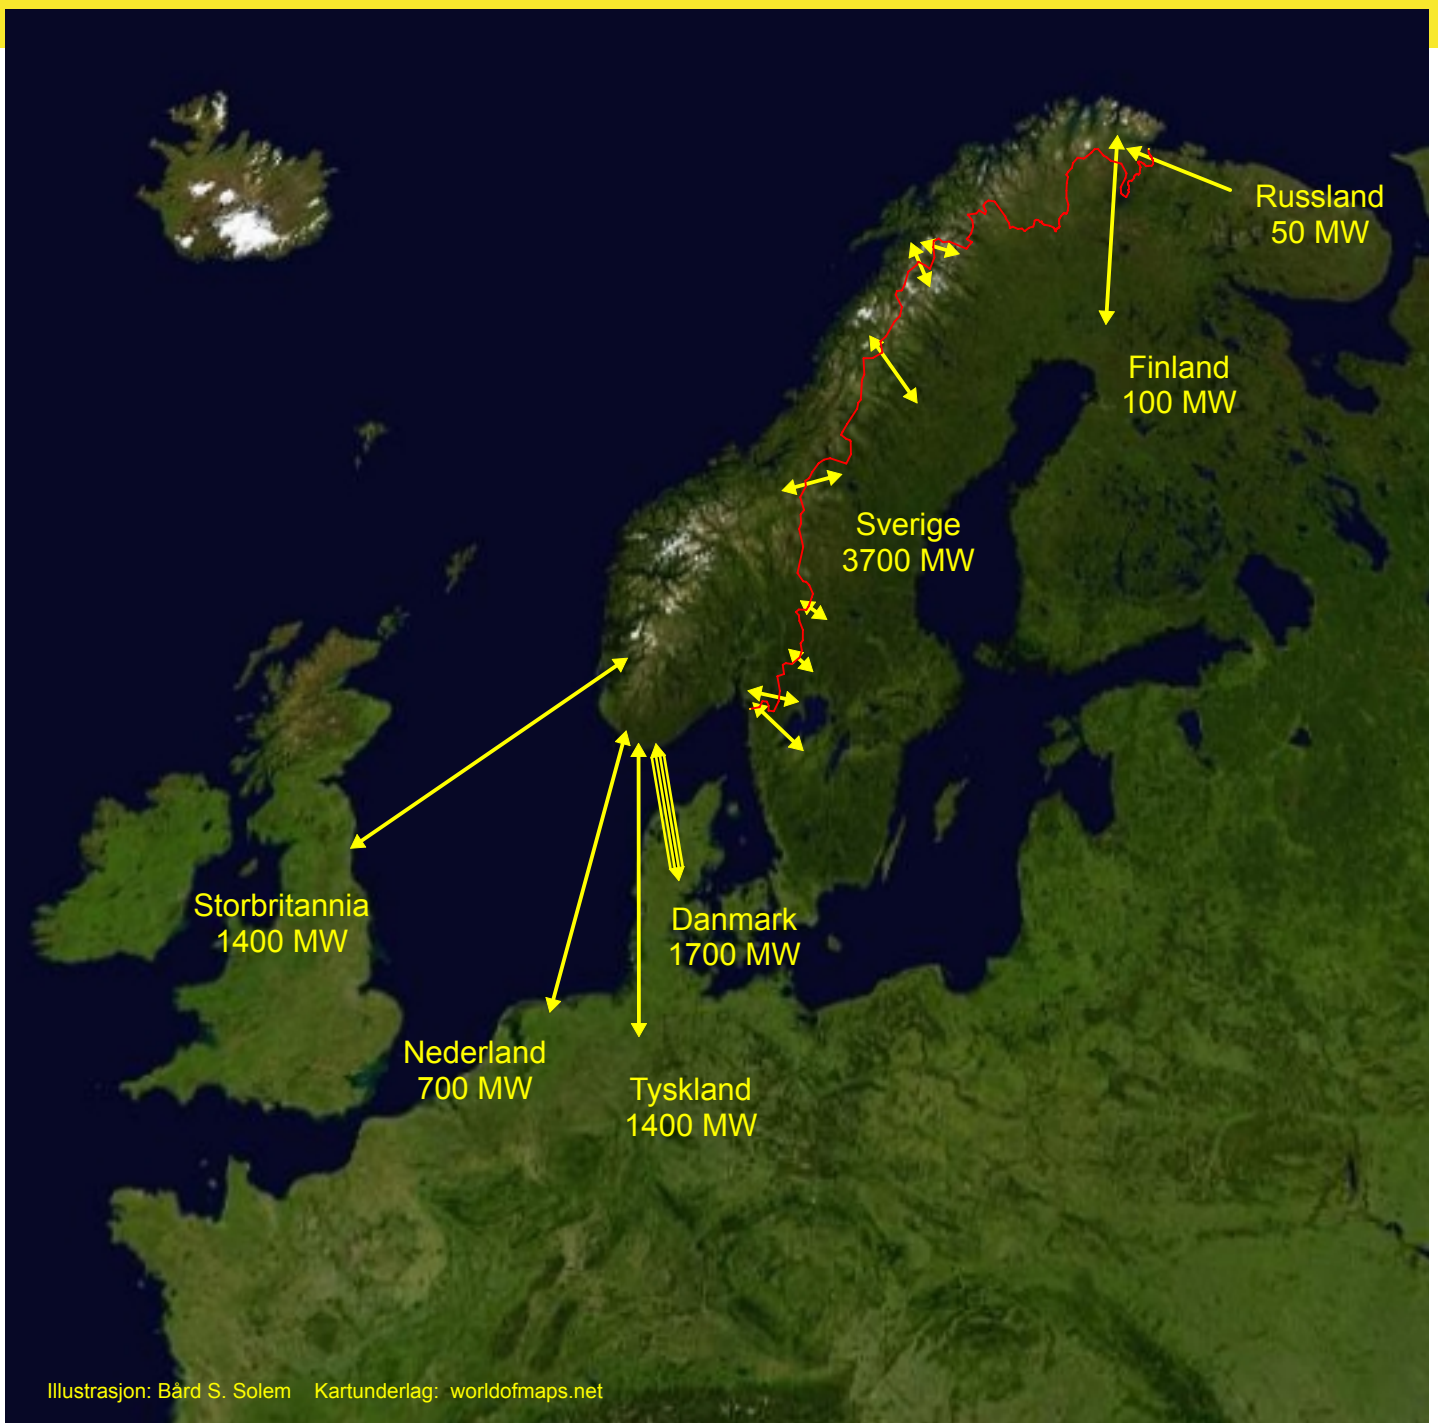 Russland
50 MW
Finland
100 MW
Sverige
3700 MW
Storbritannia
1400 MW
Danmark
1700 MW
Nederland
700 MW
Tyskland
1400 MW
Illustrasjon: Bård S. Solem    Kartunderlag:  worldofmaps.net